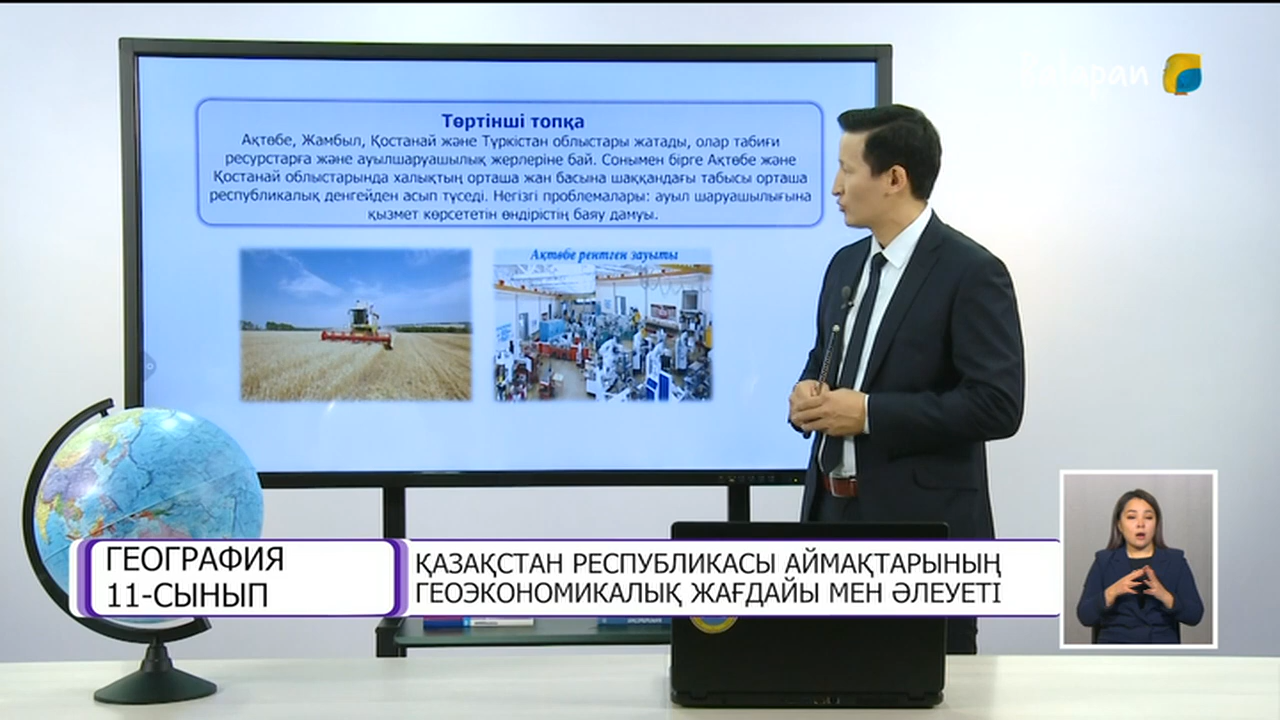 Balapan
Төртінші топқа
Ақтөбе, Жамбыл, Қостанай және Түркістан облыстары жатады, олар табиғи
ресурстарға және ауылшаруашылық жерлеріне бай. Сонымен бірге Ақтөбе және
Қостанай облыстарында халықтың орташа жан басына шаққандағы табысы орташа
республикалық денгейден асып түседі. Негізгі проблемалары: ауыл шаруашылығына
қызмет көрсететін өндірістің баяу дамуы.
Ақтөбе рентген зауыты
ГЕОГРАФИЯ
11-СЫНЫП
ҚАЗАҚСТАН РЕСПУБЛИКАСЫ АЙМАҚТАРЫНЫҢ
ГЕОЭКОНОМИКАЛЫҚ ЖАҒДАЙЫ МЕН ӘЛЕУЕТІ